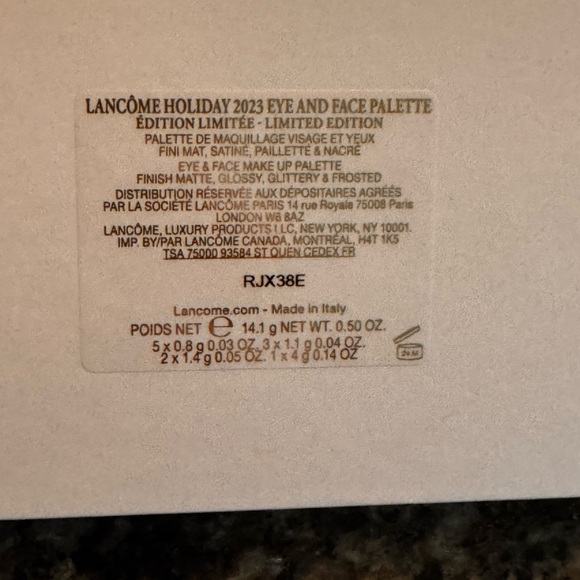 LANCÔME HOLIDAY 2023 EYE AND FACE PALETTE
ÉDITION LIMITÉE - LIMITED EDITION
PALETTE DE MAQUILLAGE VISAGE ET YEUX
FINI MAT, SATINÉ, PAILLETTE & NACRÉ
EYE & FACE MAKE UP PALETTE
FINISH MATTE, GLOSSY, GLITTERY & FROSTED
DISTRIBUTION RÉSERVÉE AUX DÉPOSITAIRES AGRÉÉS
PAR LA SOCIÉTÉ LANCÔME PARIS 14 rue Royale 75008 Paris
LONDON W6 8AZ
LANCÔME, LUXURY PRODUCTS LLC, NEW YORK, NY 10001.
IMP. BY/PAR LANCÔME CANADA, MONTRÉAL, H4T 1K5
TSA 75000 93584 ST OUEN CEDEX FR
RJX38E
Lancome.com - Made in Italy
POIDS NET e 14.1 g NET WT. 0.50 OZ.
5 x 0.8 g 0.03 OZ. 3 x 1.1 g 0.04 OZ.
2 x 1.4 g 0.05 OZ. 1 x 4 g 0.14 OZ
24 M